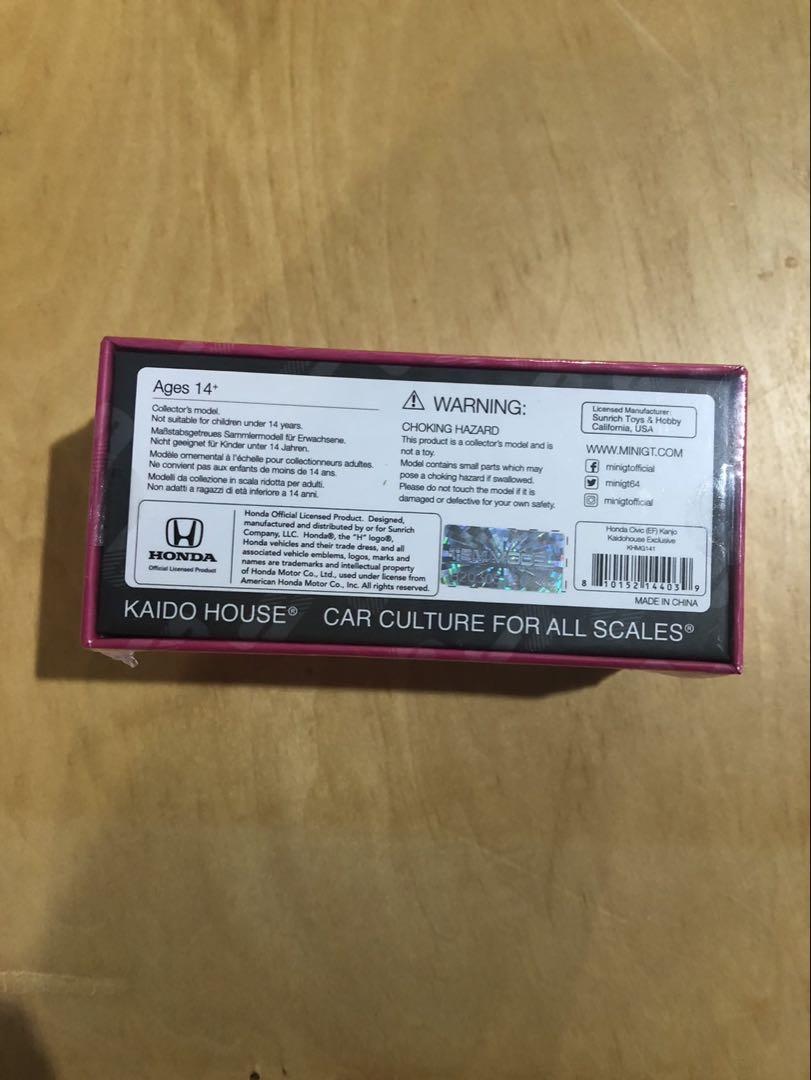 Ages 14+
Collector's model.
Not suitable for children under 14 years.
Maßstabsgetreues Sammlermodell für Erwachsene.
Nicht geeignet für Kinder unter 14 Jahren.
Modèle ornemental à l'échelle pour collectionneurs adultes.
Ne convient pas aux enfants de moins de 14 ans.
Modelli da collezione in scala ridotta per adulti.
Non adatti a ragazzi di età inferiore a 14 anni.
HONDA
Official Licensed Product
Honda Official Licensed Product. Designed,
manufactured and distributed by or for Sunrich
Company, LLC. Honda®, the "H" logo®,
Honda vehicles and their trade dress, and all
associated vehicle emblems, logos, marks and
names are trademarks and intellectual property
of Honda Motor Co., Ltd., used under license from
American Honda Motor Co., Inc. All rights reserved.
WARNING:
CHOKING HAZARD
This product is a collector's model and is
not a toy.
Model contains small parts which may
pose a choking hazard if swallowed.
Please do not touch the model if it is
damaged or defective for your own safety.
Licensed Manufacturer:
Sunrich Toys & Hobby
California, USA
WWW.MINIGT.COM
minigtofficial
minigt64
minigtofficial
Honda Civic (EF) Kanjo
Kaidohouse Exclusive
KHMG141
8 10152 14403 9
MADE IN CHINA
KAIDO HOUSE® CAR CULTURE FOR ALL SCALES®